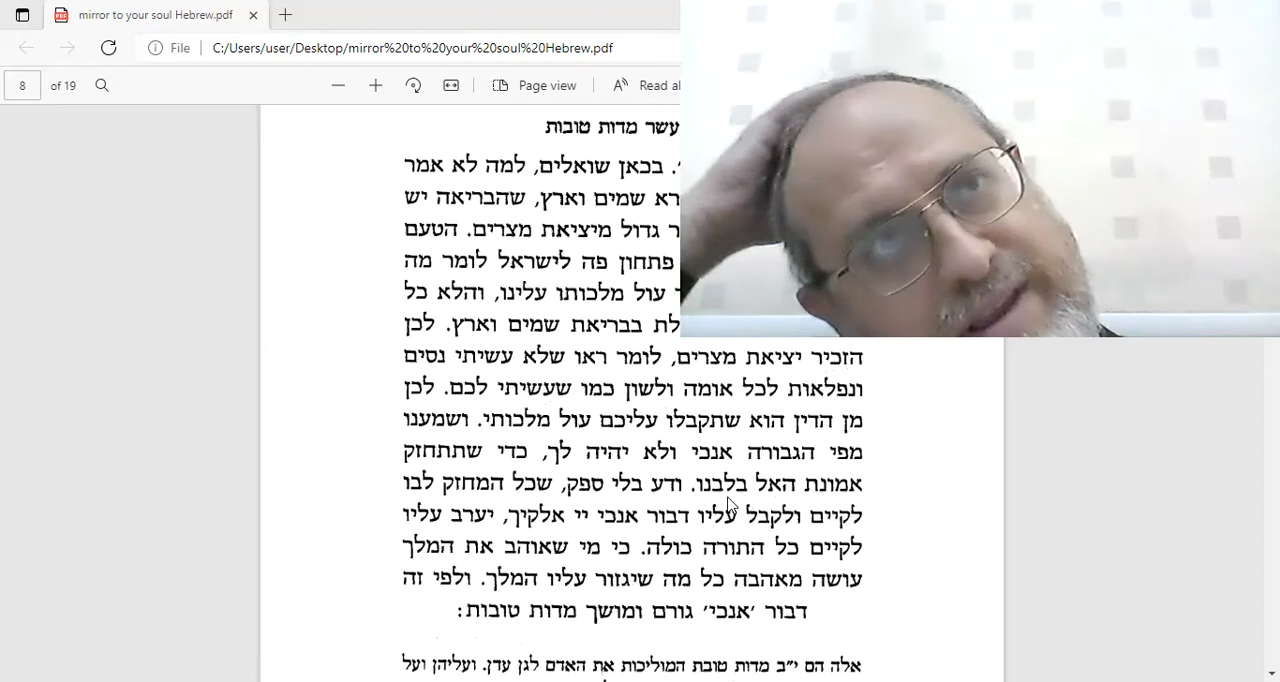 mirror to your soul Hebrew.pdf
File
C:/Users/user/Desktop/mirror%20to%20your%20soul%20Hebrew.pdf
8
of 19
Page view
Read al
עשר מדות טובות
בכאן שואלים, למה לא אמר
רא שמים וארץ, שהבריאה יש
ר גדול מיציאת מצרים. הטעם
פתחון פה לישראל לומר מה
ר עול מלכותו עלינו, והלא כל
לת בבריאת שמים וארץ. לכן
הזכיר יציאת מצרים, לומר ראו שלא עשיתי נסים
ונפלאות לכל אומה ולשון כמו שעשיתי לכם. לכן
מן הדין הוא שתקבלו עליכם עול מלכותי. ושמענו
מפי הגבורה אנכי ולא יהיה לך, כדי שתתחזק
אמונת האל בלבנו. ודע בלי ספק, שכל המחזק לבו
לקיים ולקבל עליו דבור אנכי יי אלקיך, יערב עליו
לקיים כל התורה כולה. כי מי שאוהב את המלך
עושה מאהבה כל מה שיגזור עליו המלך. ולפי זה
דבור ׳אנכי׳ גורם ומושך מדות טובות:
אלה הם י״ב מדות טובת המוליכות את האדם לגן עדן. ועליהן ועל